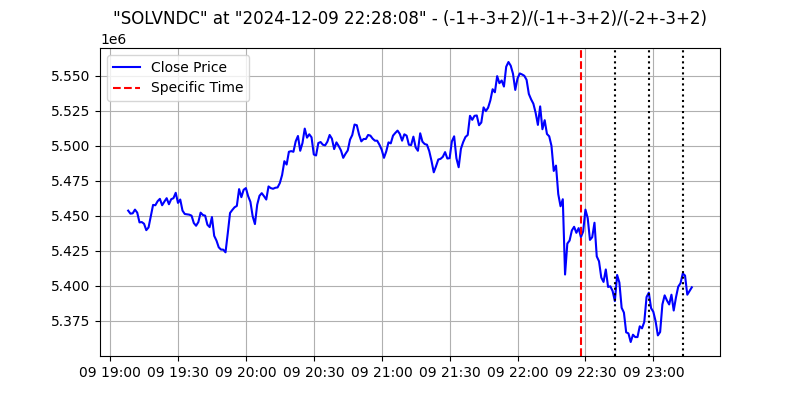 "SOLVNDC" at "2024-12-09 22:28:08" - (-1+-3+2)/(-1+-3+2)/(-2+-3+2)
1e6
Close Price
Specific Time
5.550
5.525
5.500
5.475
5.450
5.425
5.400
5.375
09 19:00 09 19:30 09 20:00 09 20:30 09 21:00 09 21:30 09 22:00 09 22:30 09 23:00